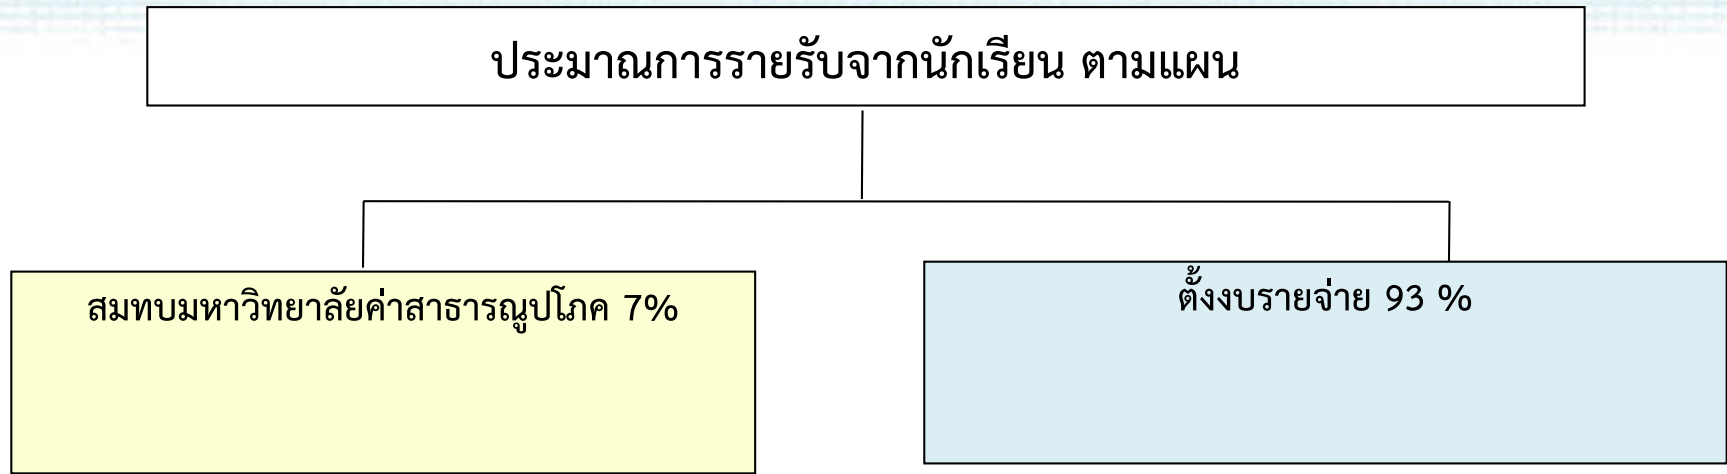 ประมาณการรายรับจากนักเรียน ตามแผน
สมทบมหาวิทยาลัยค่าสาธารณูปโภค 7%
ตั้งงบรายจ่าย 93 %